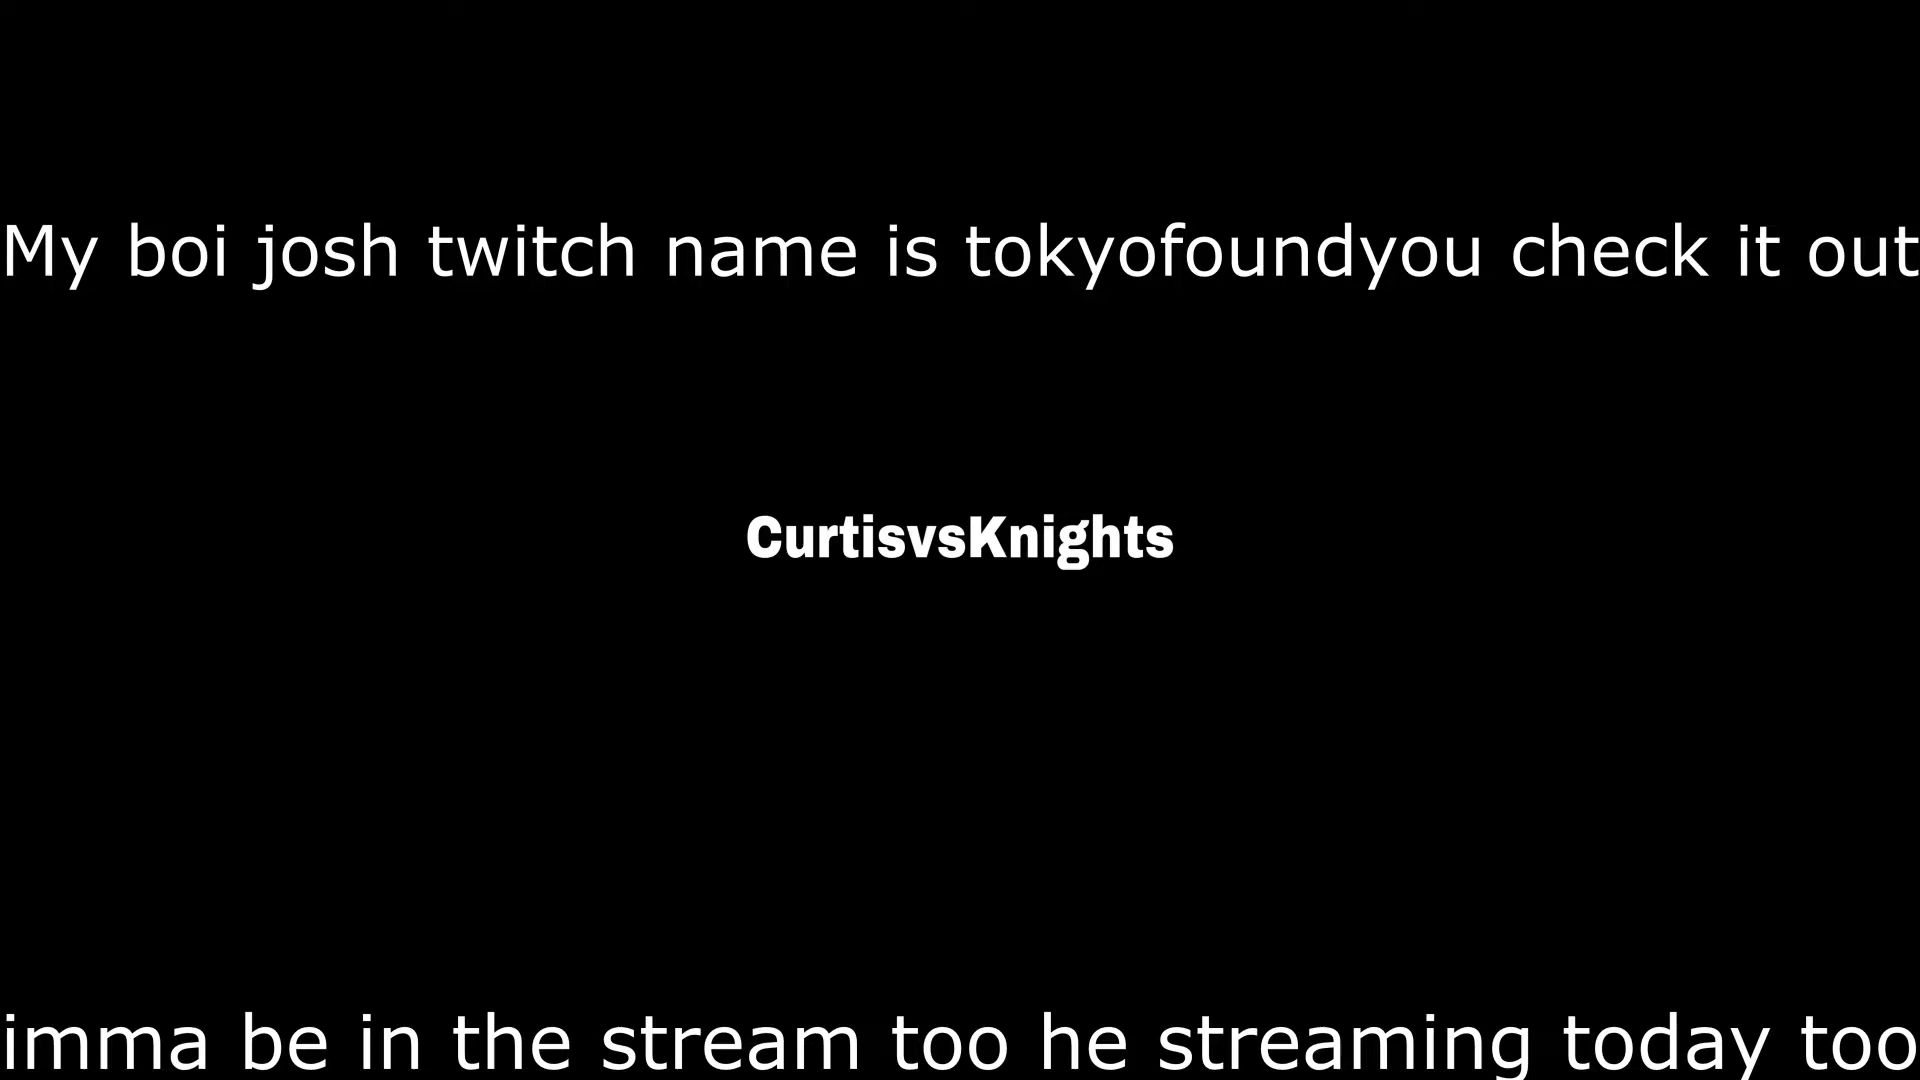 My boi josh twitch name is tokyofoundyou check it out
CurtisvsKnights
imma be in the stream too he streaming today too